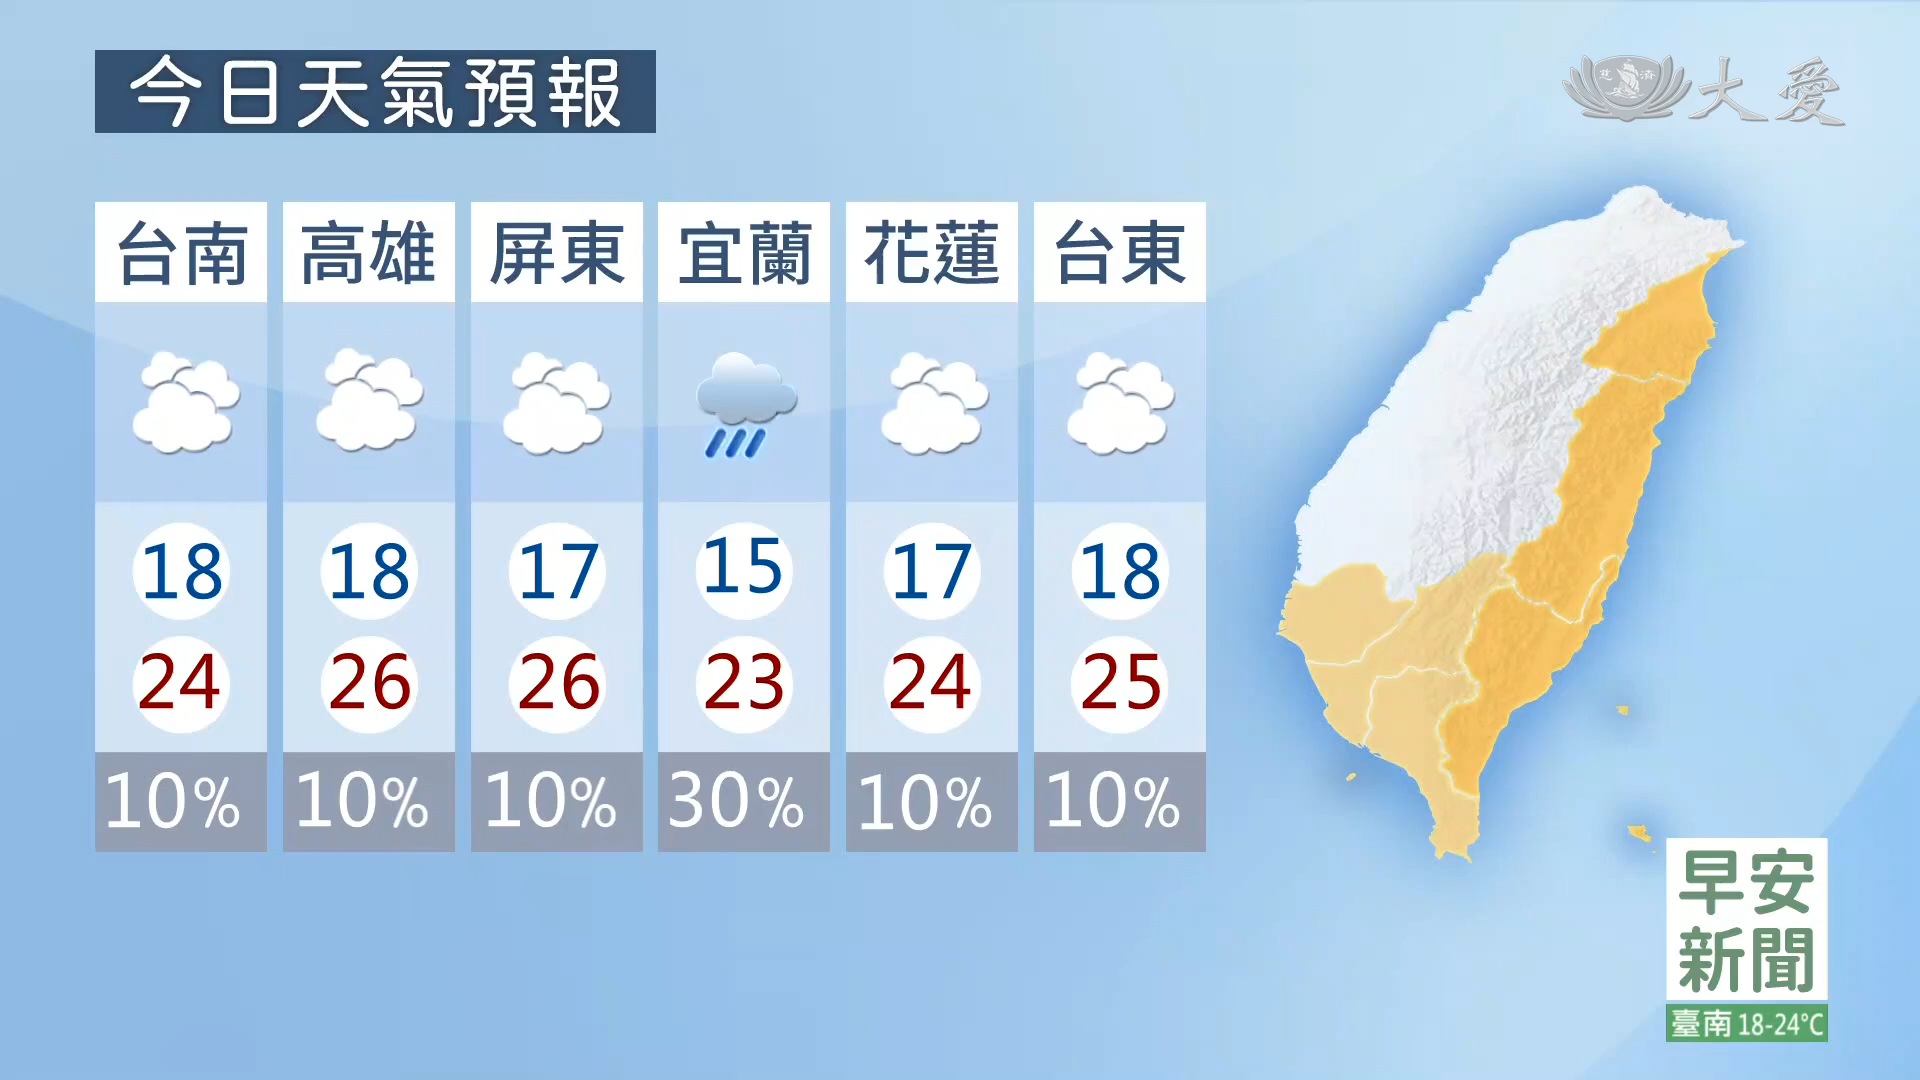 今日天氣預報
慈濟
大愛
台南 高雄 屏東 宜蘭 花蓮 台東
18 18 17 15 17 18
24 26 26 23 24 25
10% 10% 10% 30% 10% 10%
早安
新聞
臺南 18-24°C